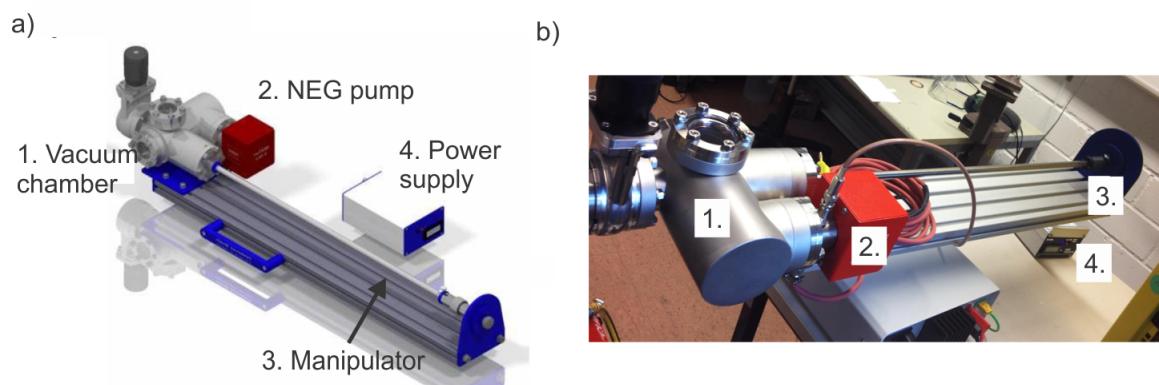 a)
b)
2. NEG pump
1. Vacuum
chamber
4. Power
supply
3. Manipulator
1.
2.
3.
4.